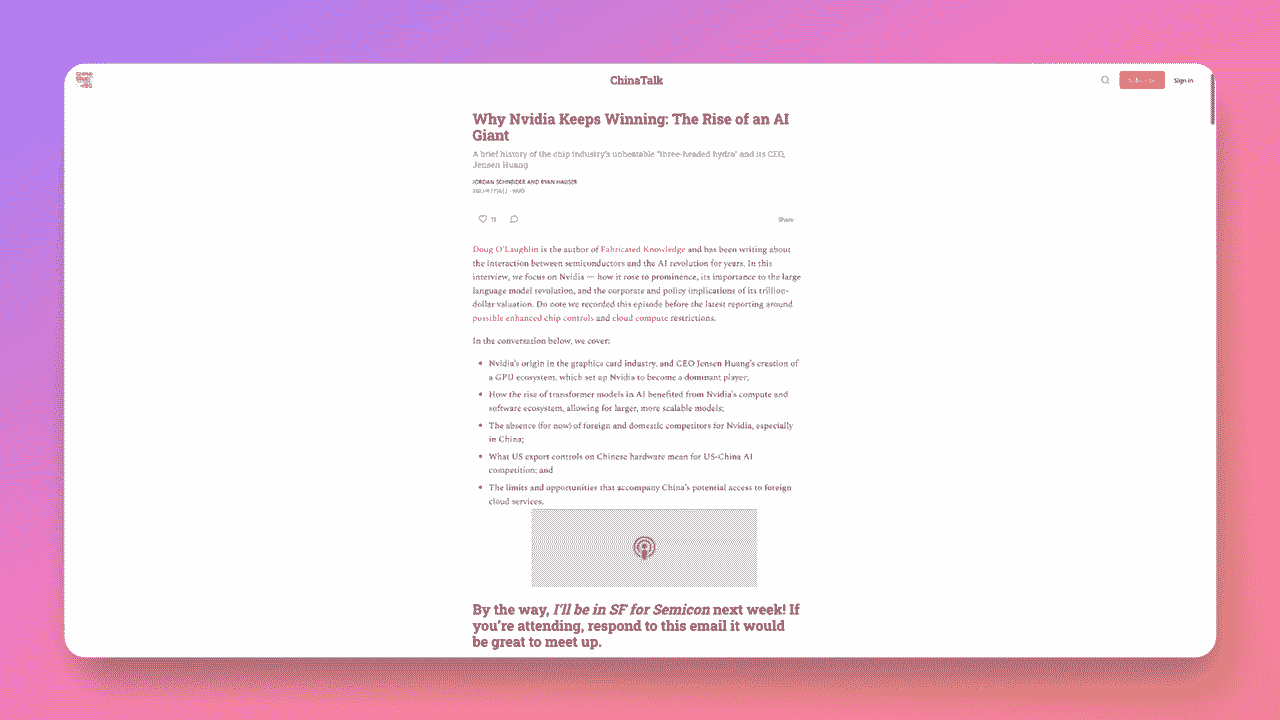 ChinaTalk
Sign in
Why Nvidia Keeps Winning: The Rise of an AI
Giant
A brief history of the chip industry's unbeatable "three-headed hydra" and its CEO,
Jensen Huang
JORDAN SCHNEIDER AND RYAN HAUSER
11
Share
Doug O'Laughlin is the author of Fabricated Knowledge and has been writing about
the interaction between semiconductors and the AI revolution for years. In this
interview, we focus on Nvidia — how it rose to prominence, its importance to the large
language model revolution, and the corporate and policy implications of its trillion-
dollar valuation. Do note we recorded this episode before the latest reporting around
possible enhanced chip controls and cloud compute restrictions.
In the conversation below, we cover:
• Nvidia's origin in the graphics card industry, and CEO Jensen Huang's creation of
a GPU ecosystem, which set up Nvidia to become a dominant player;
• How the rise of transformer models in AI benefited from Nvidia's compute and
software ecosystem, allowing for larger, more scalable models;
• The absence (for now) of foreign and domestic competitors for Nvidia, especially
in China;
• What US export controls on Chinese hardware mean for US-China AI
competition; and
• The limits and opportunities that accompany China's potential access to foreign
cloud services.
By the way, I'll be in SF for Semicon next week! If
you're attending, respond to this email it would
be great to meet up.